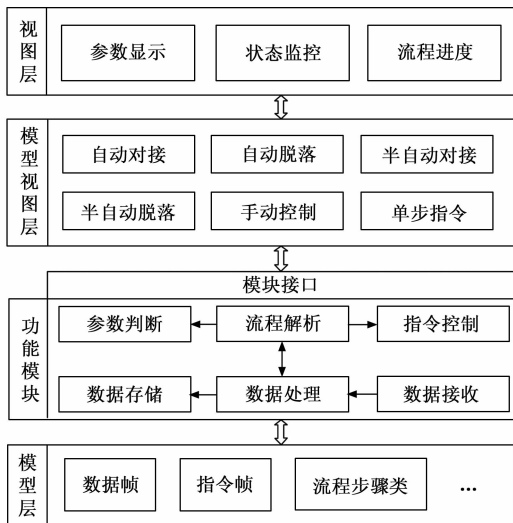 视图层
参数显示 状态监控 流程进度
模型视图层
自动对接 自动脱落 半自动对接
半自动脱落 手动控制 单步指令
模块接口
功能模块
参数判断 流程解析 指令控制
数据存储 数据处理 数据接收
模型层
数据帧 指令帧 流程步骤类 ...